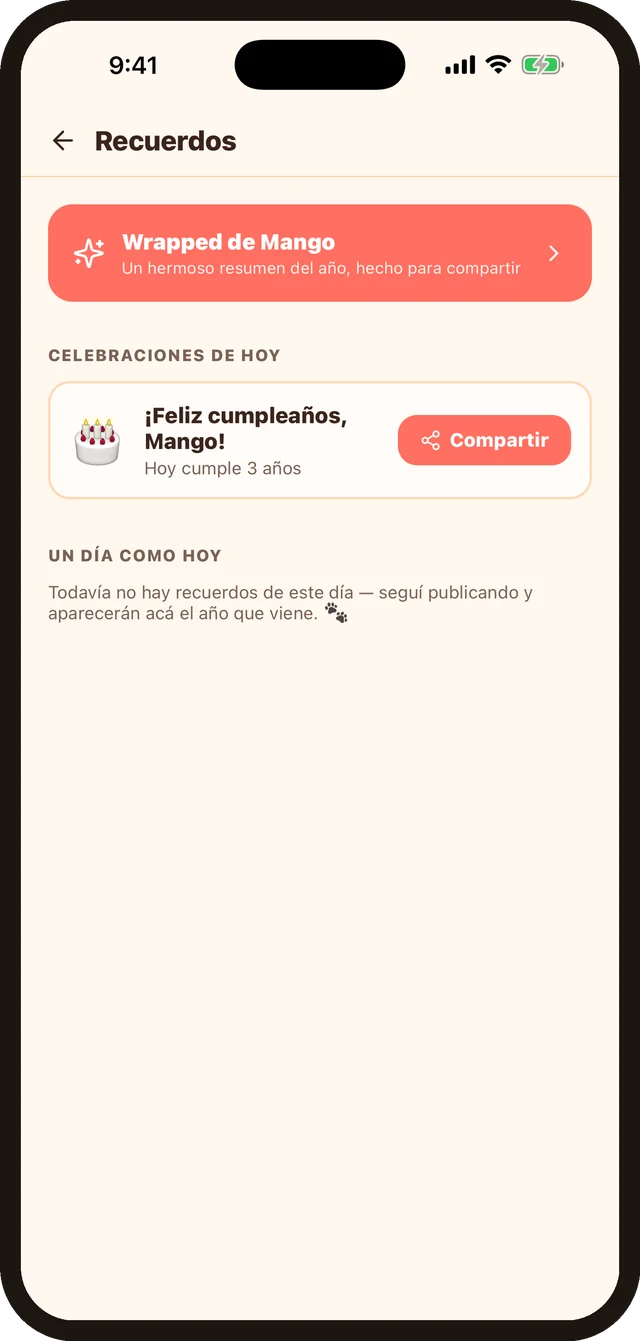 9:41
Recuerdos
Wrapped de Mango
Un hermoso resumen del año, hecho para compartir
CELEBRACIONES DE HOY
¡Feliz cumpleaños,
Mango!
Hoy cumple 3 años
Compartir
UN DÍA COMO HOY
Todavía no hay recuerdos de este día — seguí publicando y
aparecerán acá el año que viene. 🐾